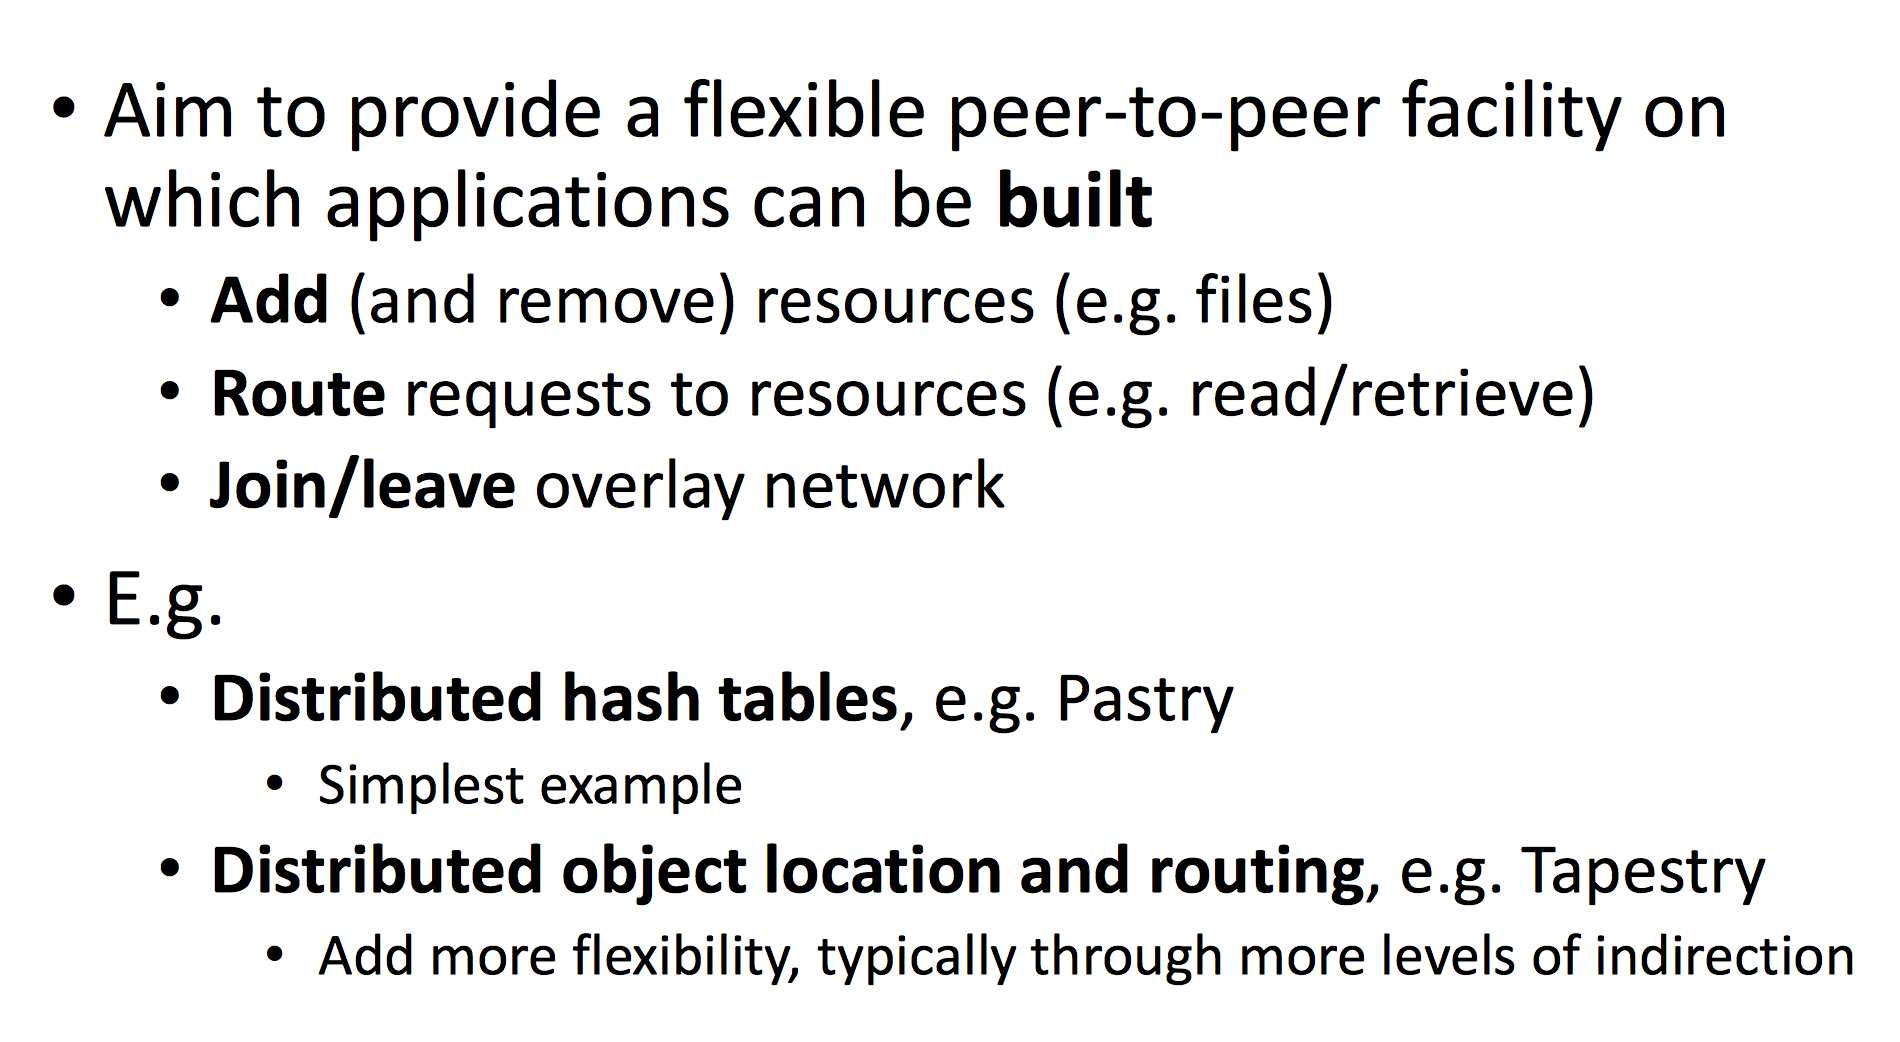 • Aim to provide a flexible peer-to-peer facility on
which applications can be built
• Add (and remove) resources (e.g. files)
• Route requests to resources (e.g. read/retrieve)
• Join/leave overlay network
• E.g.
• Distributed hash tables, e.g. Pastry
• Simplest example
• Distributed object location and routing, e.g. Tapestry
• Add more flexibility, typically through more levels of indirection